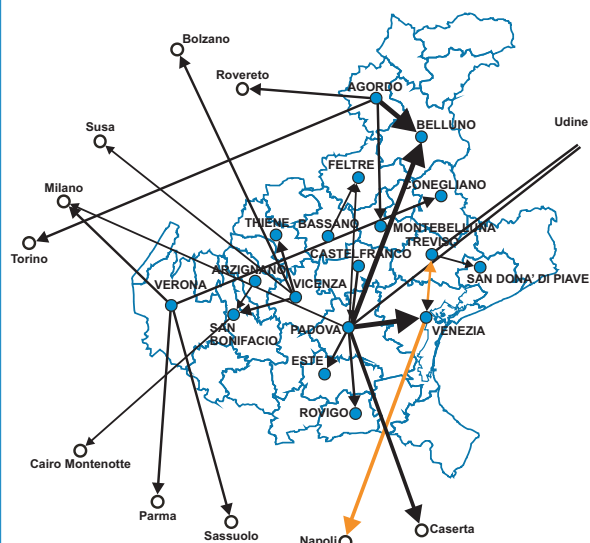 Bolzano
Rovereto
AGORDO
Udine
BELLUNO
Susa
FELTRE
CONEGLIANO
Milano
THIENE
BASSANO
MONTEBELLUNA
TREVISO
Torino
CASTELFRANCO
ARZIGNANO
SAN DONA' DI PIAVE
VERONA
VICENZA
SAN
BONIFACIO
PADOVA
VENEZIA
ESTE
ROVIGO
Cairo Montenotte
Parma
Sassuolo
Napoli
Caserta